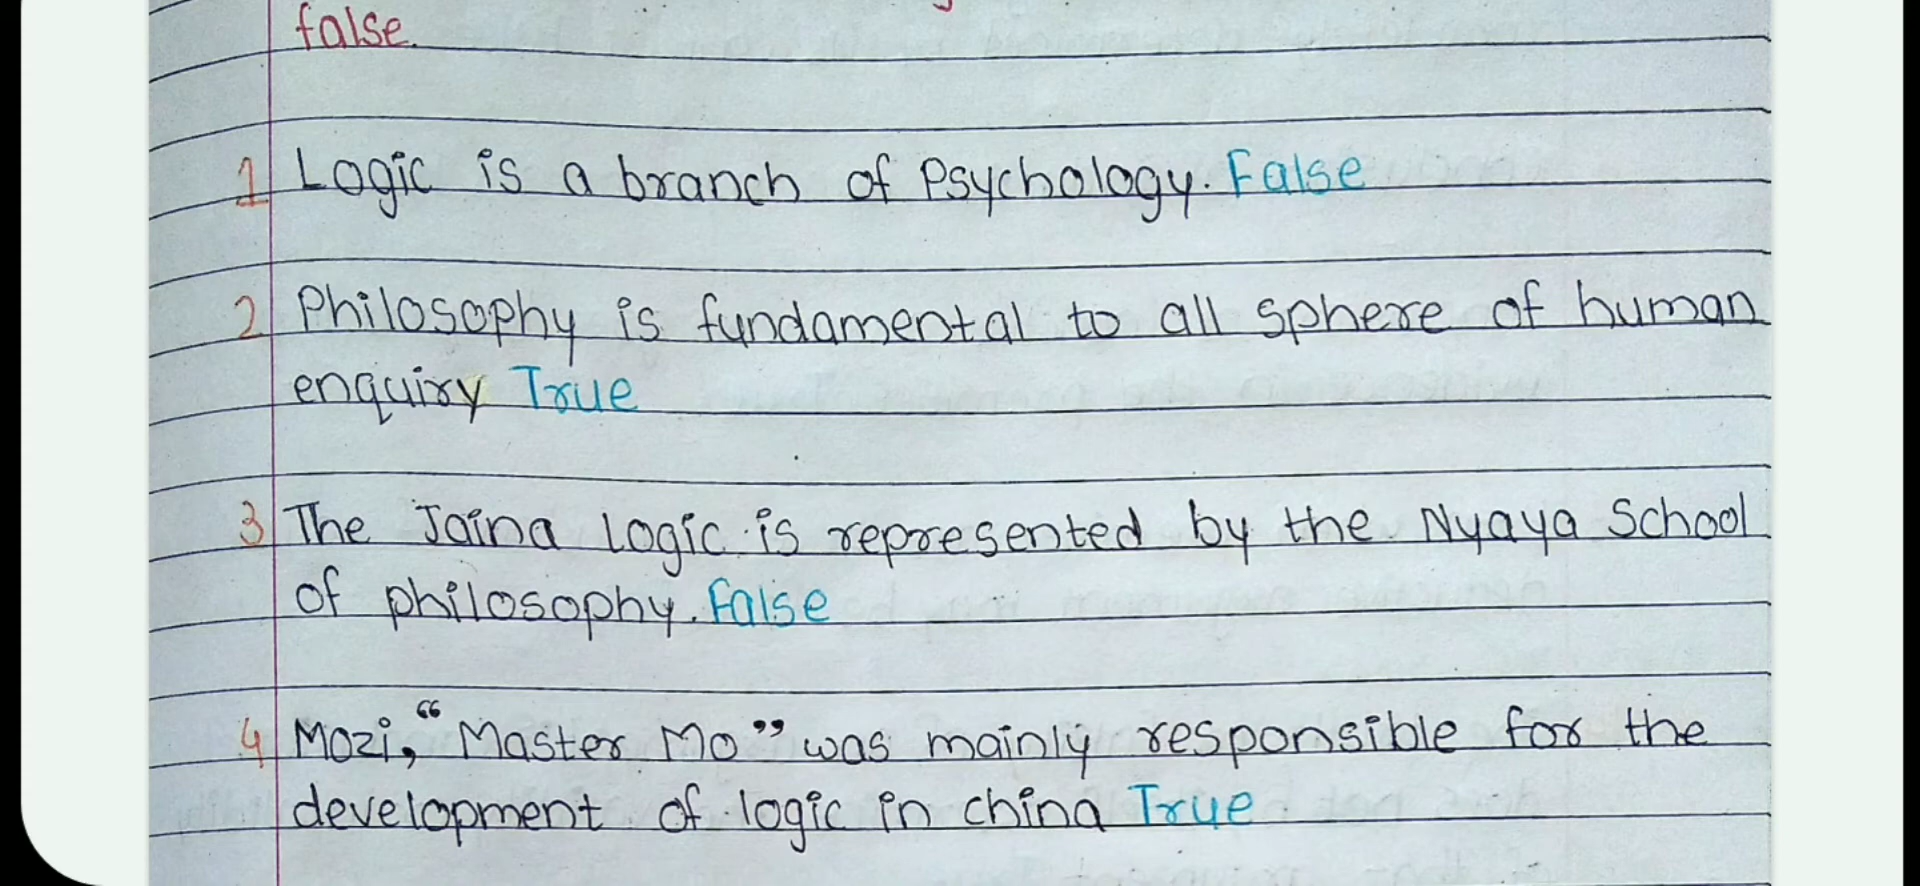 false.
1 Logic is a branch of Psychology. False
2 Philosophy is fundamental to all sphere of human
enquiry True
3 The Jaina logic is represented by the Nyaya School
of philosophy. False
4 Mozi, “Master Mo” was mainly responsible for the
development of logic in china True